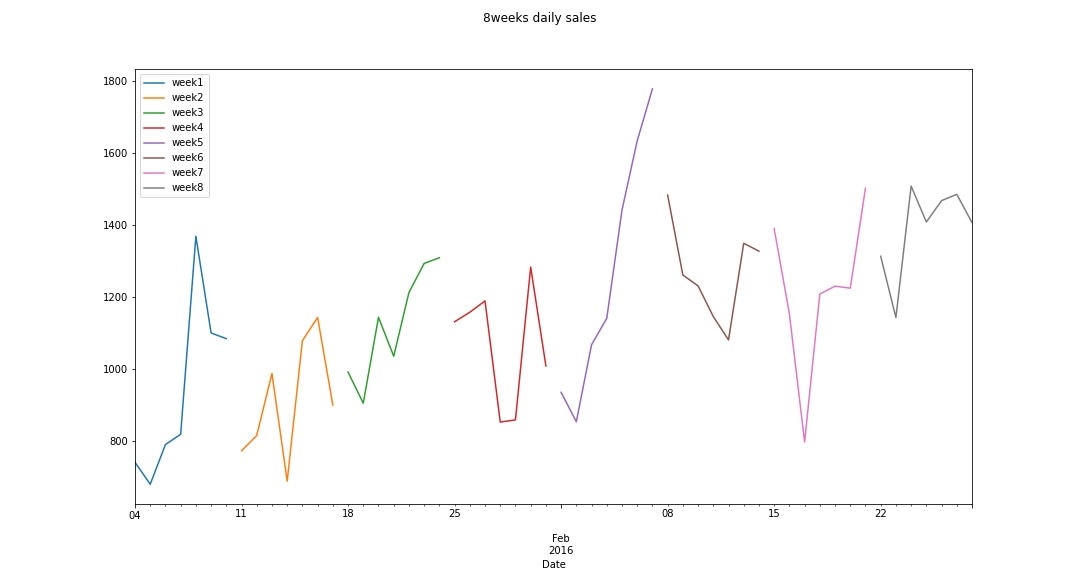 8weeks daily sales
1800
1600
1400
1200
1000
800
week1
week2
week3
week4
week5
week6
week7
week8
04 11 18 25 08 15 22
Feb
2016
Date